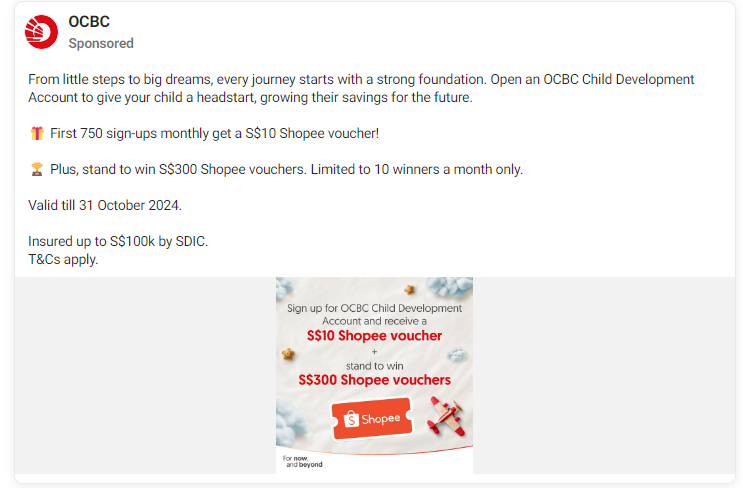 OCBC
Sponsored
From little steps to big dreams, every journey starts with a strong foundation. Open an OCBC Child Development
Account to give your child a headstart, growing their savings for the future.
🎁 First 750 sign-ups monthly get a S$10 Shopee voucher!
🏆 Plus, stand to win S$300 Shopee vouchers. Limited to 10 winners a month only.
Valid till 31 October 2024.
Insured up to S$100k by SDIC.
T&Cs apply.
Sign up for OCBC Child Development
Account and receive a
S$10 Shopee voucher
+
stand to win
S$300 Shopee vouchers
S Shopee
For now,
and beyond